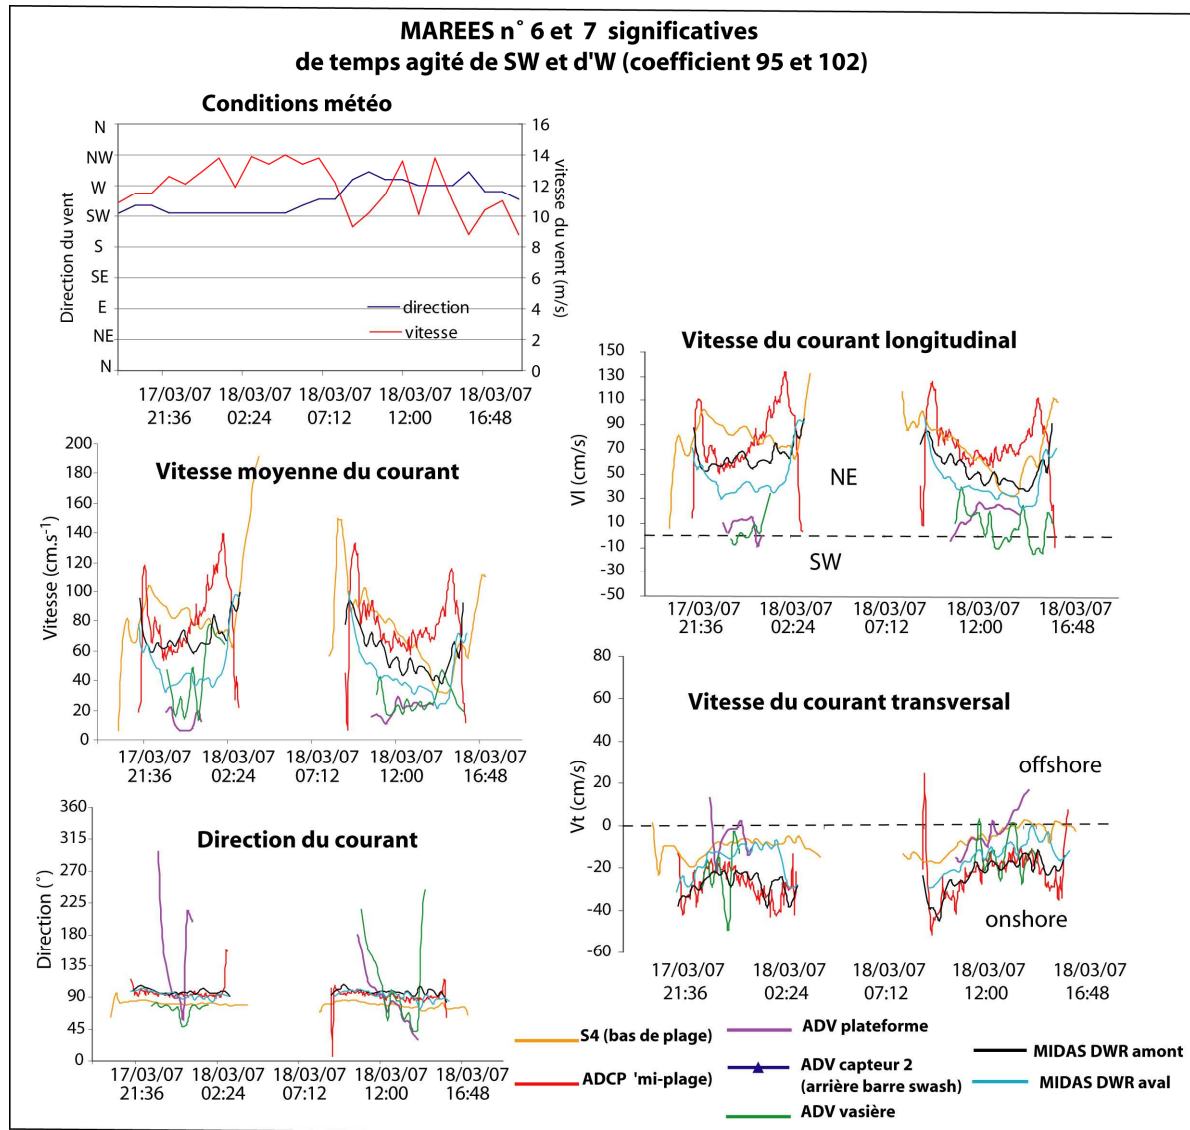 MAREES n° 6 et 7 significatives
de temps agité de SW et d'W (coefficient 95 et 102)
Conditions météo
Direction du vent
N
NW
W
SW
S
SE
E
NE
N
16
14
12
10
8
6
4
2
0
vitesse du vent (m/s)
direction
vitesse
17/03/07 18/03/07 18/03/07 18/03/07 18/03/07
21:36 02:24 07:12 12:00 16:48
Vitesse moyenne du courant
Vitesse (cm.s-1)
200
180
160
140
120
100
80
60
40
20
0
17/03/07 18/03/07 18/03/07 18/03/07 18/03/07
21:36 02:24 07:12 12:00 16:48
Direction du courant
Direction (°)
360
315
270
225
180
135
90
45
0
17/03/07 18/03/07 18/03/07 18/03/07 18/03/07
21:36 02:24 07:12 12:00 16:48
Vitesse du courant longitudinal
Vl (cm/s)
150
130
110
90
70
50
30
10
-10
-30
-50
NE
SW
17/03/07 18/03/07 18/03/07 18/03/07 18/03/07
21:36 02:24 07:12 12:00 16:48
Vitesse du courant transversal
Vt (cm/s)
80
60
40
20
0
-20
-40
-60
offshore
onshore
17/03/07 18/03/07 18/03/07 18/03/07 18/03/07
21:36 02:24 07:12 12:00 16:48
S4 (bas de plage)
ADCP 'mi-plage)
ADV plateforme
ADV capteur 2
(arrière barre swash)
ADV vasière
MIDAS DWR amont
MIDAS DWR aval